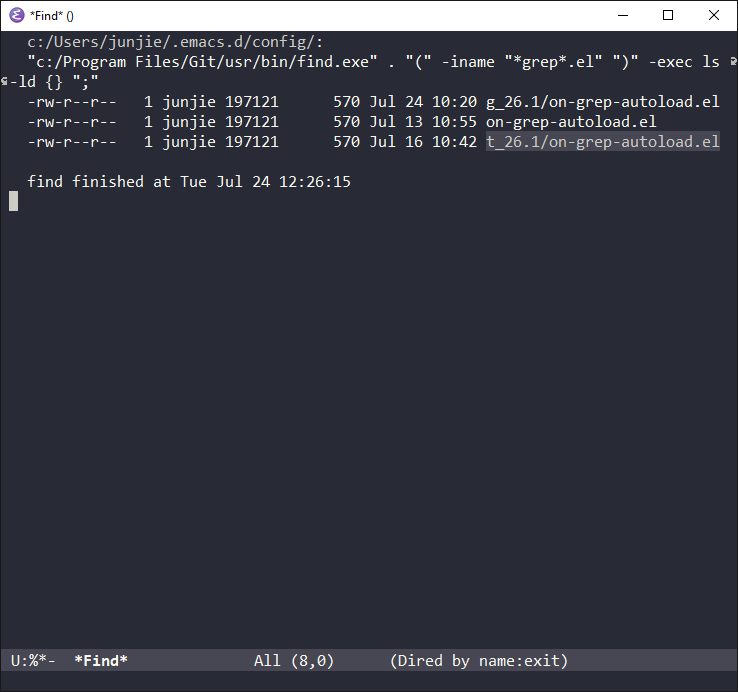 *Find* ()
c:/Users/junjie/.emacs.d/config/:
"c:/Program Files/Git/usr/bin/find.exe" . "(" -iname "*grep*.el" ")" -exec ls
-ld {} ";"
-rw-r--r--   1 junjie 197121      570 Jul 24 10:20 g_26.1/on-grep-autoload.el
-rw-r--r--   1 junjie 197121      570 Jul 13 10:55 on-grep-autoload.el
-rw-r--r--   1 junjie 197121      570 Jul 16 10:42 t_26.1/on-grep-autoload.el
find finished at Tue Jul 24 12:26:15
U:%*-  *Find*              All (8,0)      (Dired by name:exit)